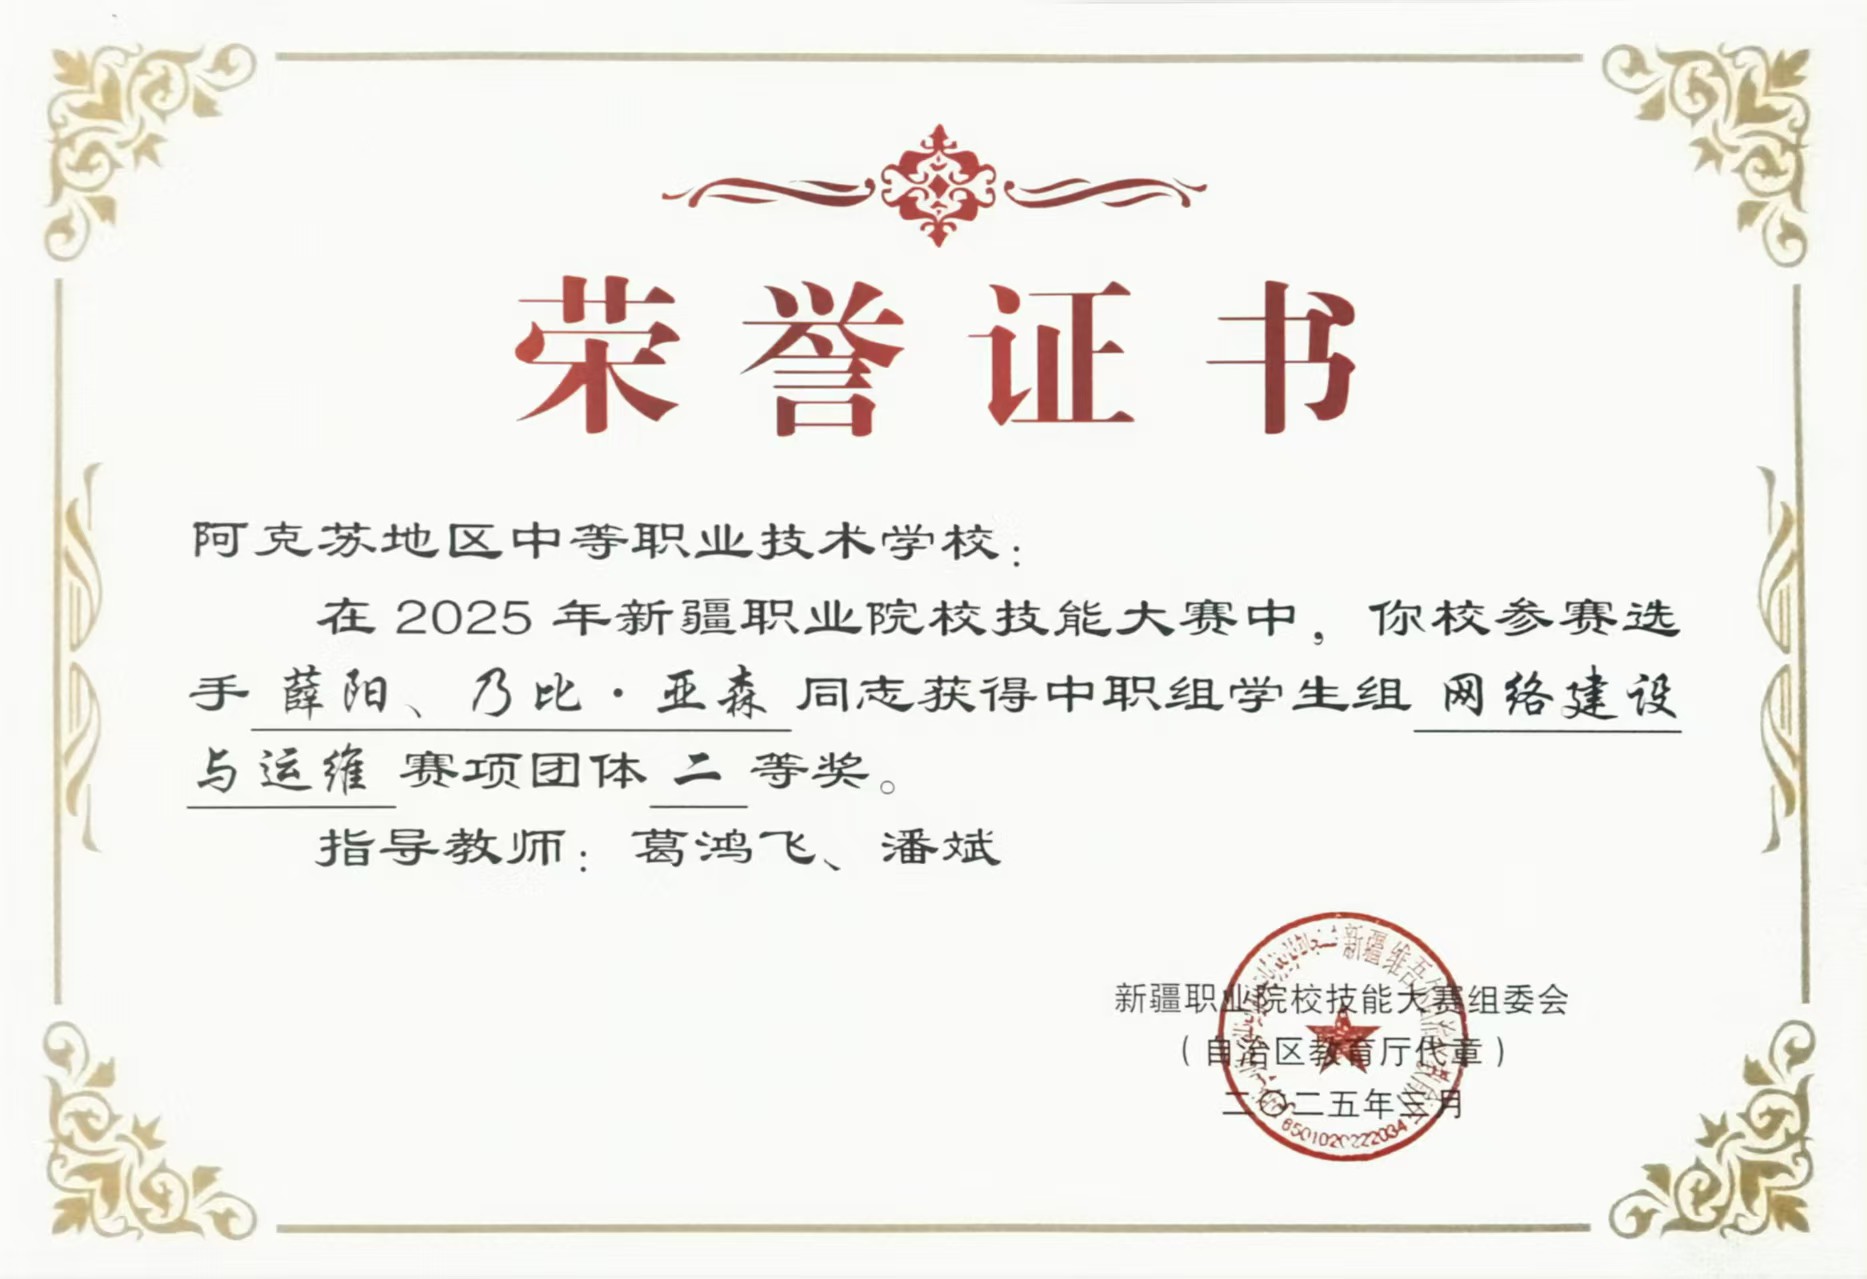 荣誉证书
阿克苏地区中等职业技术学校：
在 2025 年新疆职业院校技能大赛中，你校参赛选
手 薛阳、乃比·亚森 同志获得中职组学生组 网络建设
与运维 赛项团体 二 等奖。
指导教师：葛鸿飞、潘斌
新疆维吾尔自治区教育厅
新疆职业院校技能大赛组委会
（自治区教育厅代章）
二〇二五年三月
6501020222034